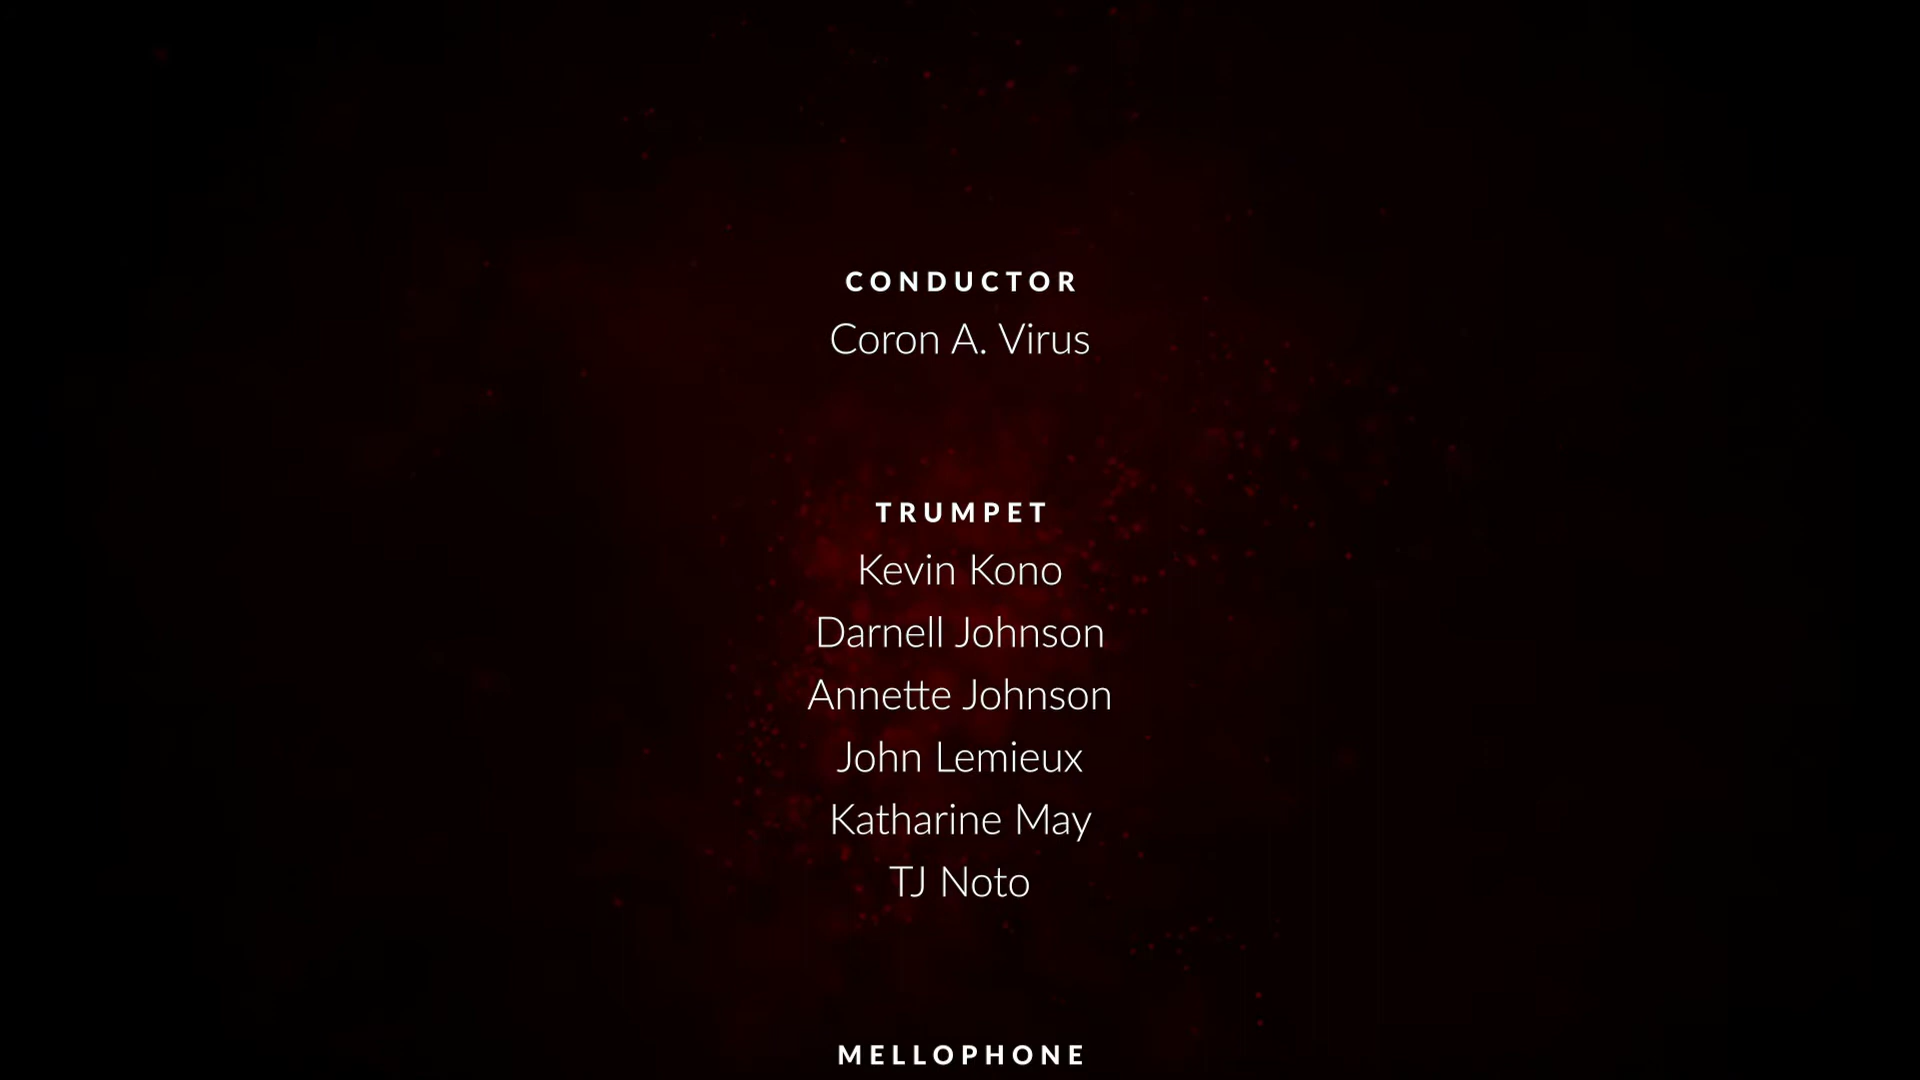 CONDUCTOR
Coron A. Virus
TRUMPET
Kevin Kono
Darnell Johnson
Annette Johnson
John Lemieux
Katharine May
TJ Noto
MELLOPHONE